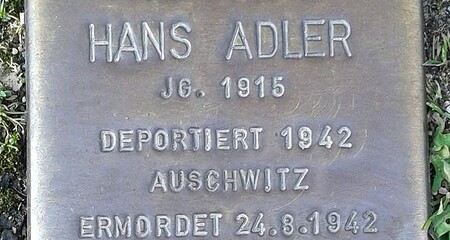 HANS ADLER
JG. 1915
DEPORTIERT 1942
AUSCHWITZ
ERMORDET 24.8.1942